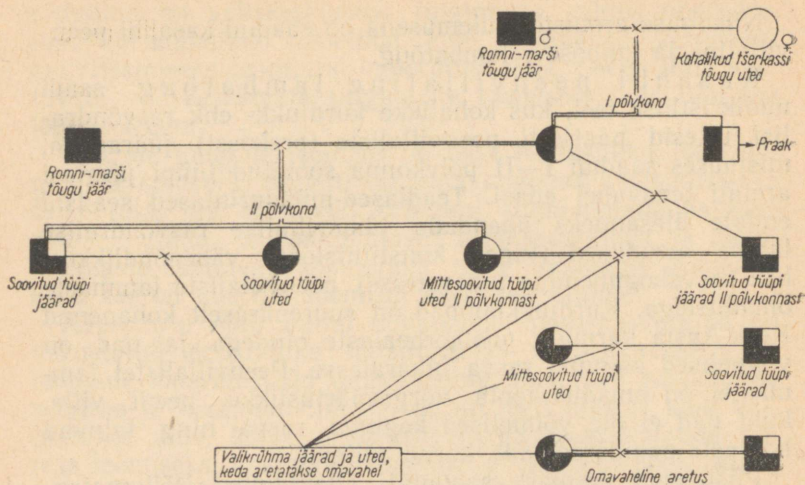 Romni-marši
tõugu jäär
♂
Kohalikud tšerkassi
tõugu uted
♀
I põlvkond
Praak
Romni-marši
tõugu jäär
II põlvkond
Soovitud tüüpi
jäärad
Soovitud tüüpi
uted
Mittesoovitud tüüpi
uted II põlvkonnast
Soovitud tüüpi
jäärad II põlvkonnast
Mittesoovitud tüüpi
uted
Soovitud tüüpi
jäärad
Valikrühma jäärad ja uted,
keda aretatakse omavahel
Omavaheline aretus